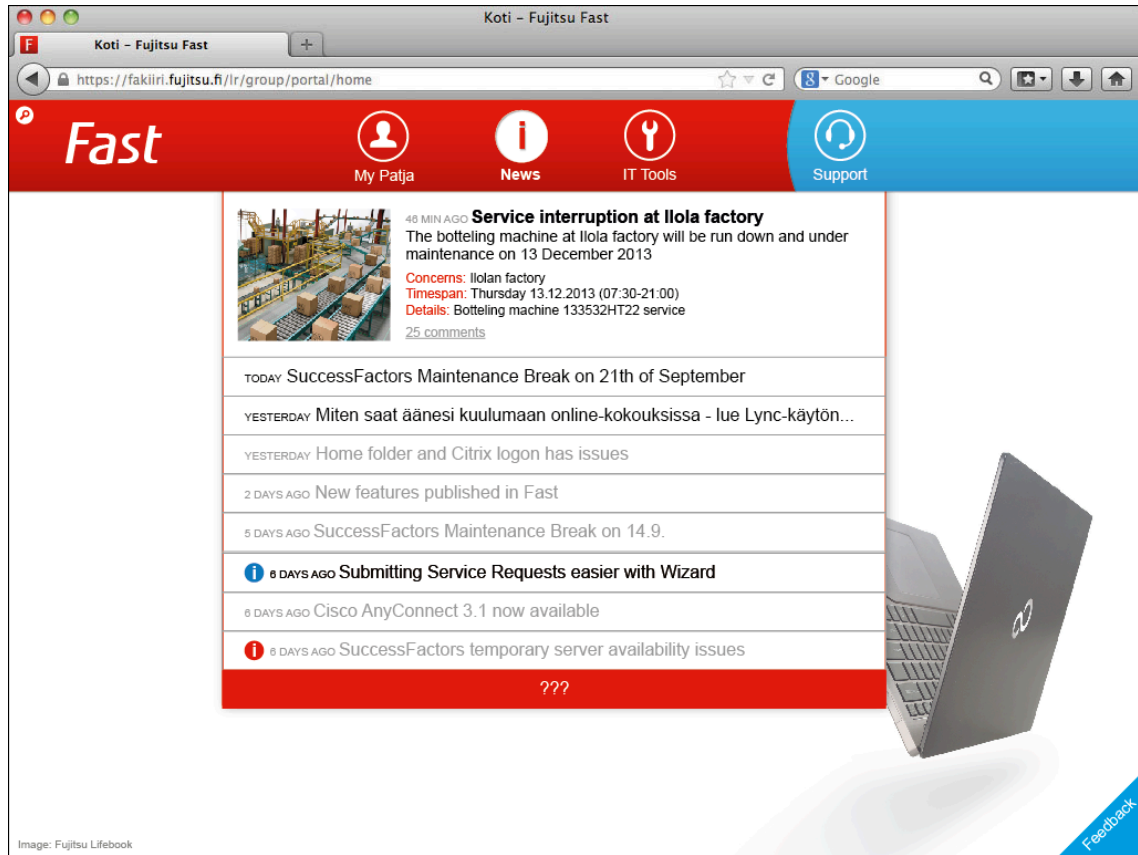 Koti – Fujitsu Fast
F Koti – Fujitsu Fast +
https://fakiiri.fujitsu.fi/lr/group/portal/home
8 Google
Fast
My Patja
News
IT Tools
Support
46 MIN AGO Service interruption at Ilola factory
The botteling machine at Ilola factory will be run down and under
maintenance on 13 December 2013
Concerns: Ilolan factory
Timespan: Thursday 13.12.2013 (07:30-21:00)
Details: Botteling machine 133532HT22 service
25 comments
TODAY SuccessFactors Maintenance Break on 21th of September
YESTERDAY Miten saat äänesi kuulumaan online-kokouksissa - lue Lync-käytön...
YESTERDAY Home folder and Citrix logon has issues
2 DAYS AGO New features published in Fast
5 DAYS AGO SuccessFactors Maintenance Break on 14.9.
i 6 DAYS AGO Submitting Service Requests easier with Wizard
6 DAYS AGO Cisco AnyConnect 3.1 now available
i 6 DAYS AGO SuccessFactors temporary server availability issues
???
Feedback
Image: Fujitsu Lifebook